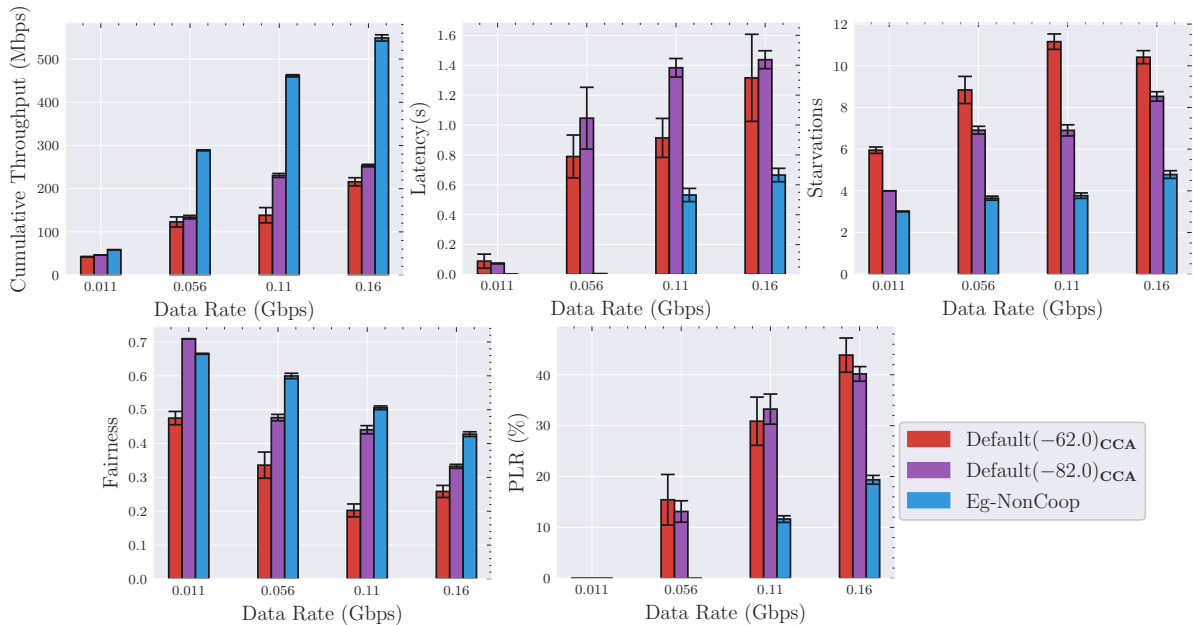 Cumulative Throughput (Mbps)
500
400
300
200
100
0
0.011 0.056 0.11 0.16
Data Rate (Gbps)
Latency(s)
1.6
1.4
1.2
1.0
0.8
0.6
0.4
0.2
0.0
0.011 0.056 0.11 0.16
Data Rate (Gbps)
Starvations
12
10
8
6
4
2
0
0.011 0.056 0.11 0.16
Data Rate (Gbps)
Fairness
0.7
0.6
0.5
0.4
0.3
0.2
0.1
0.0
0.011 0.056 0.11 0.16
Data Rate (Gbps)
PLR (%)
40
30
20
10
0
0.011 0.056 0.11 0.16
Data Rate (Gbps)
Default(−62.0)CCA
Default(−82.0)CCA
Eg-NonCoop